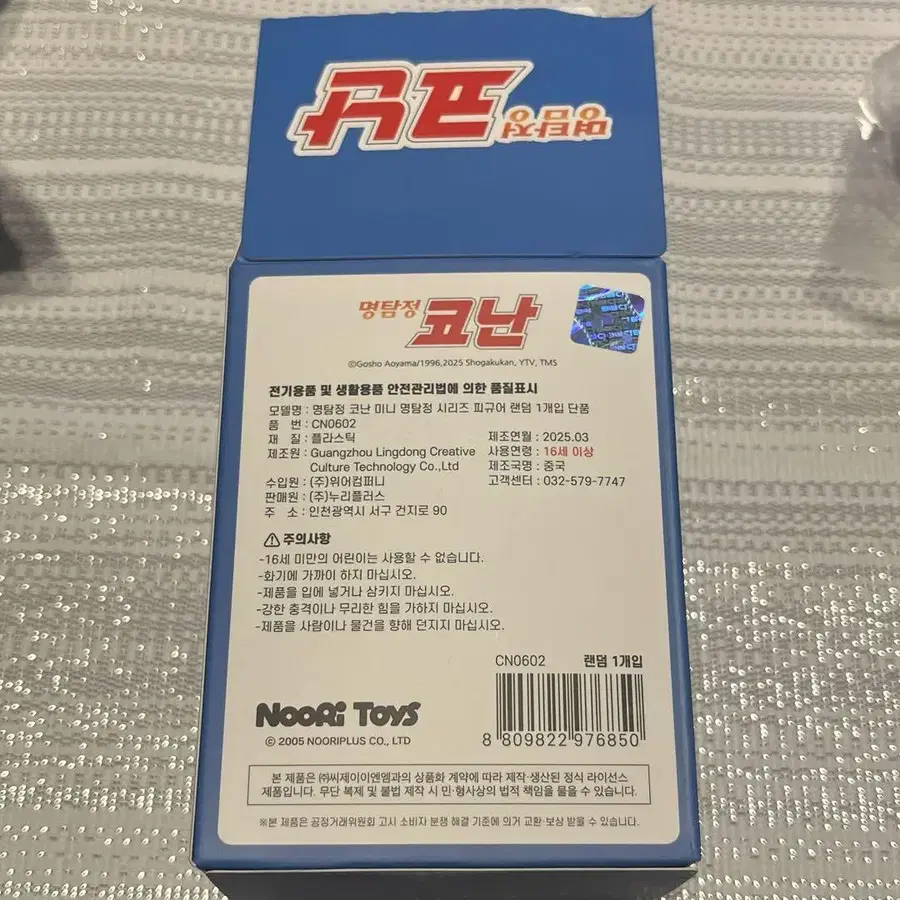 명탐정 코난
명탐정 코난
©Gosho Aoyama/1996,2025 Shogakukan, YTV, TMS
전기용품 및 생활용품 안전관리법에 의한 품질표시
모델명 : 명탐정 코난 미니 명탐정 시리즈 피규어 랜덤 1개입 단품
품 번 : CN0602
재 질 : 플라스틱
제조원 : Guangzhou Lingdong Creative
Culture Technology Co.,Ltd
수입원 : (주)위어컴퍼니
판매원 : (주)누리플러스
주 소 : 인천광역시 서구 건지로 90
제조연월 : 2025.03
사용연령 : 16세 이상
제조국명 : 중국
고객센터 : 032-579-7747
주의사항
-16세 미만의 어린이는 사용할 수 없습니다.
-화기에 가까이 하지 마십시오.
-제품을 입에 넣거나 삼키지 마십시오.
-강한 충격이나 무리한 힘을 가하지 마십시오.
-제품을 사람이나 물건을 향해 던지지 마십시오.
CN0602 랜덤 1개입
8 809822 976850
NOORi TOYS
© 2005 NOORIPLUS CO., LTD
본 제품은 ㈜씨제이이엔엠과의 상품화 계약에 따라 제작·생산된 정식 라이선스
제품입니다. 무단 복제 및 불법 제작 시 민·형사상의 법적 책임을 물을 수 있습니다.
※본 제품은 공정거래위원회 고시 소비자 분쟁 해결 기준에 의거 교환·보상 받을 수 있습니다.